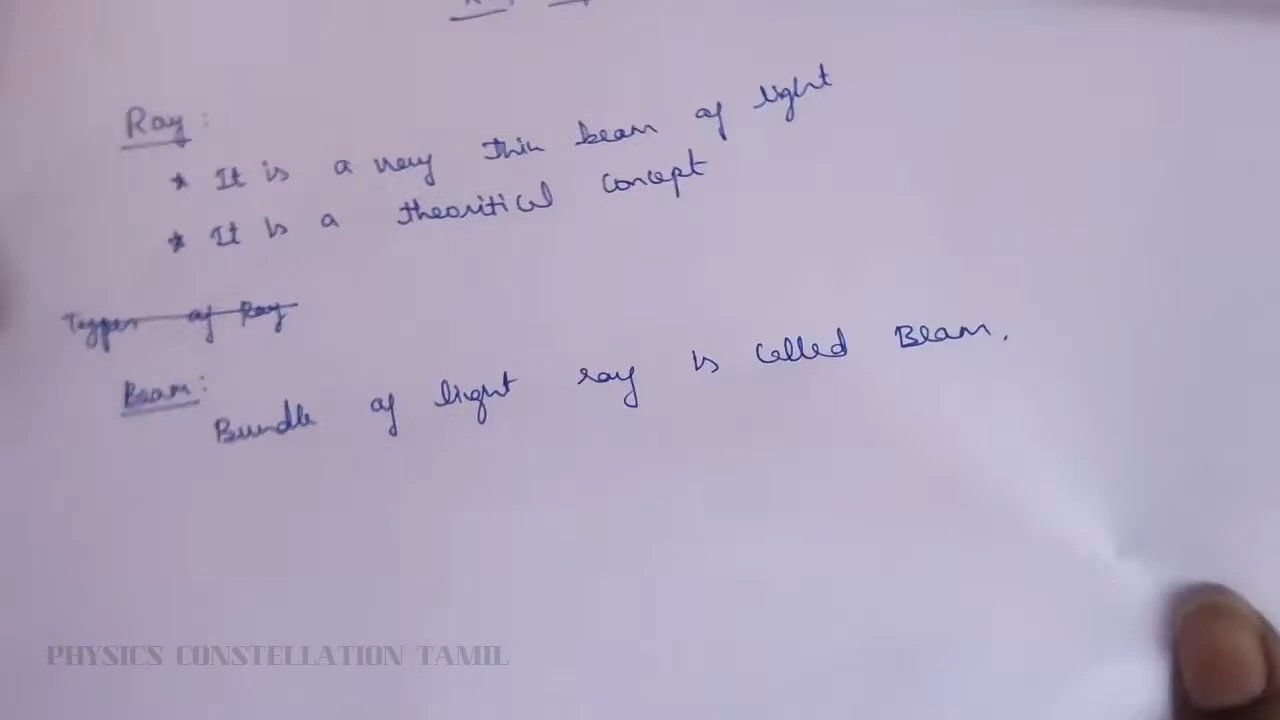 Ray:
* It is a very thin beam of light
* It is a theoritical concept
Types of Ray
Beam:
Bundle of light ray is called Beam.
PHYSICS CONSTELLATION TAMIL